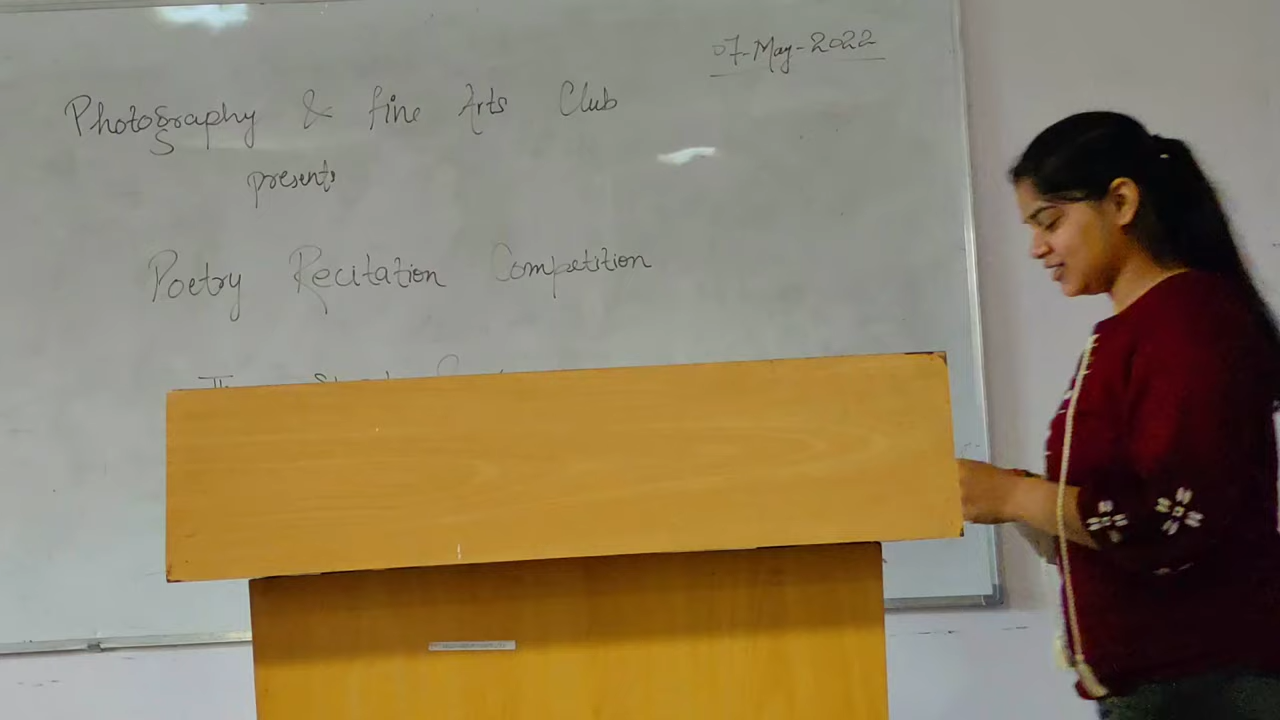 07-May-2022
Photography & fine Arts Club
presents
Poetry Recitation Competition